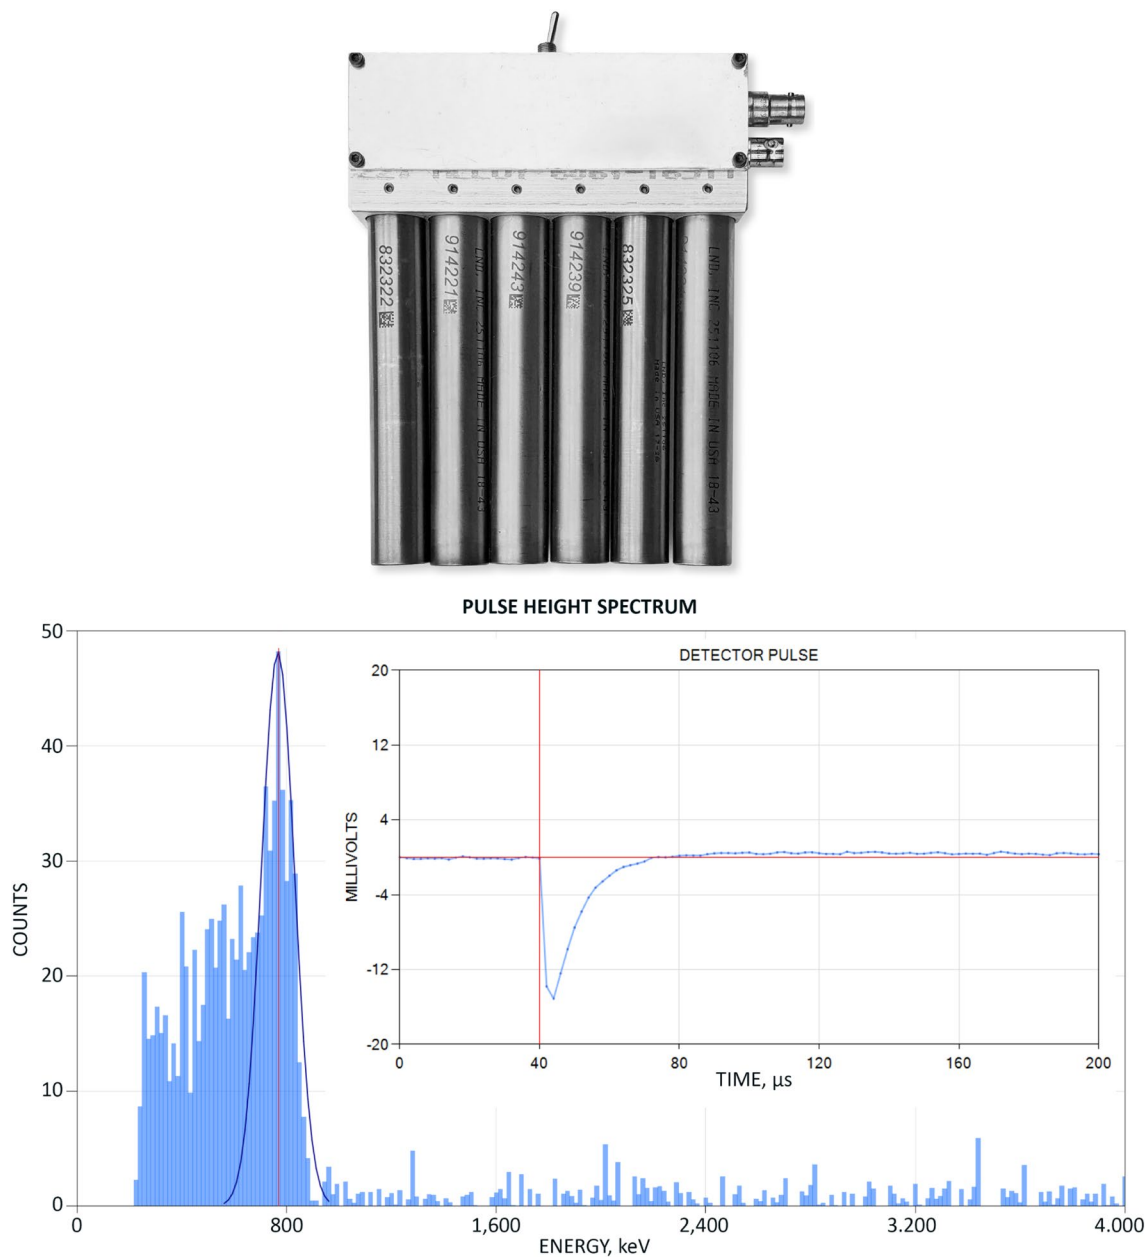 832322
914221
914243
914239
832325
LND, INC 251106 MADE IN USA 18-43
PULSE HEIGHT SPECTRUM
DETECTOR PULSE
50
40
30
20
10
0
COUNTS
20
12
4
-4
-12
-20
MILLIVOLTS
0 40 80 120 160 200
TIME, µs
0 800 1,600 2,400 3.200 4.000
ENERGY, keV